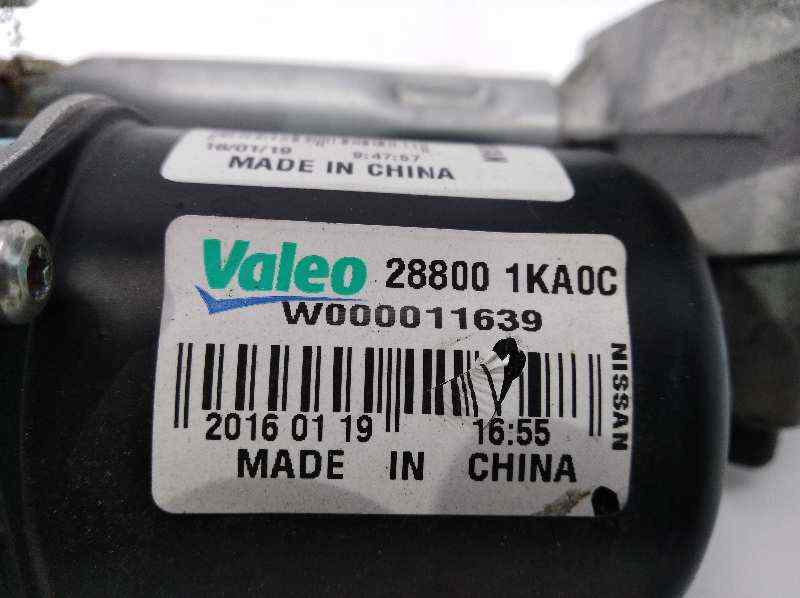 16/01/19 9:47:57
MADE IN CHINA
Valeo 28800 1KA0C
W000011639
NISSAN
2016 01 19 16:55
MADE IN CHINA